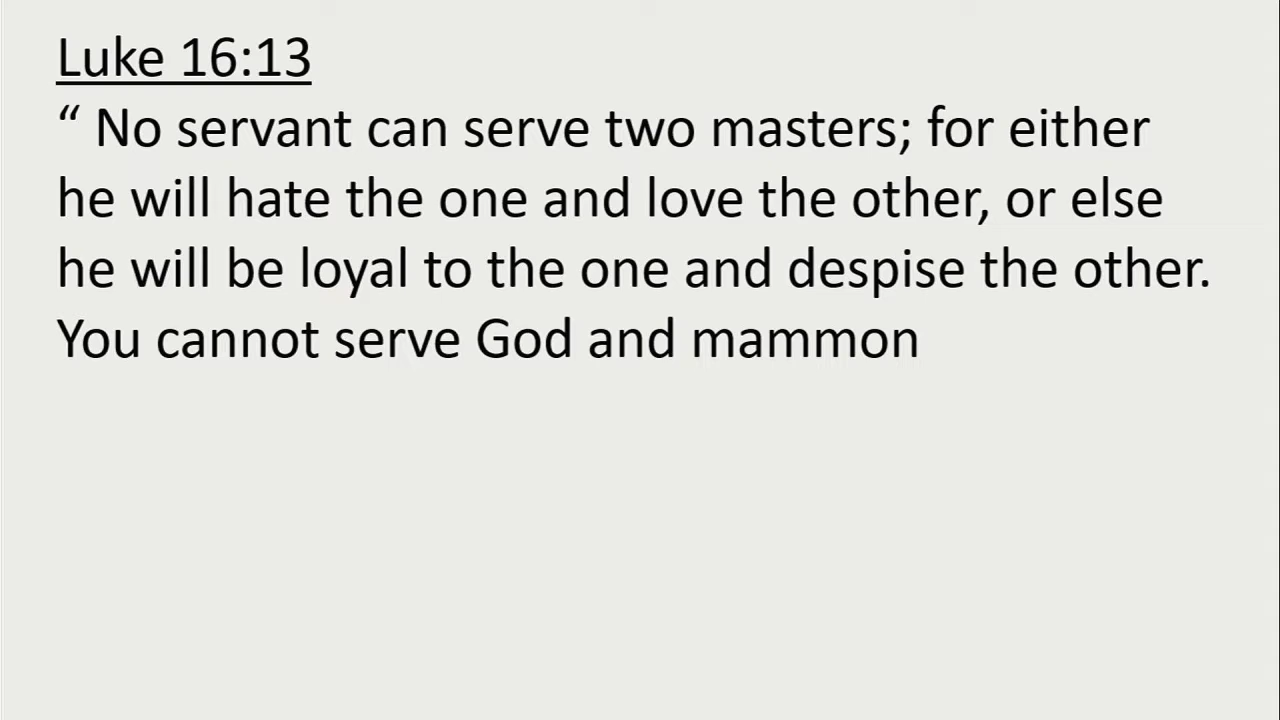 Luke 16:13
“ No servant can serve two masters; for either
he will hate the one and love the other, or else
he will be loyal to the one and despise the other.
You cannot serve God and mammon